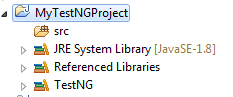 MyTestNGProject
src
JRE System Library [JavaSE-1.8]
Referenced Libraries
TestNG